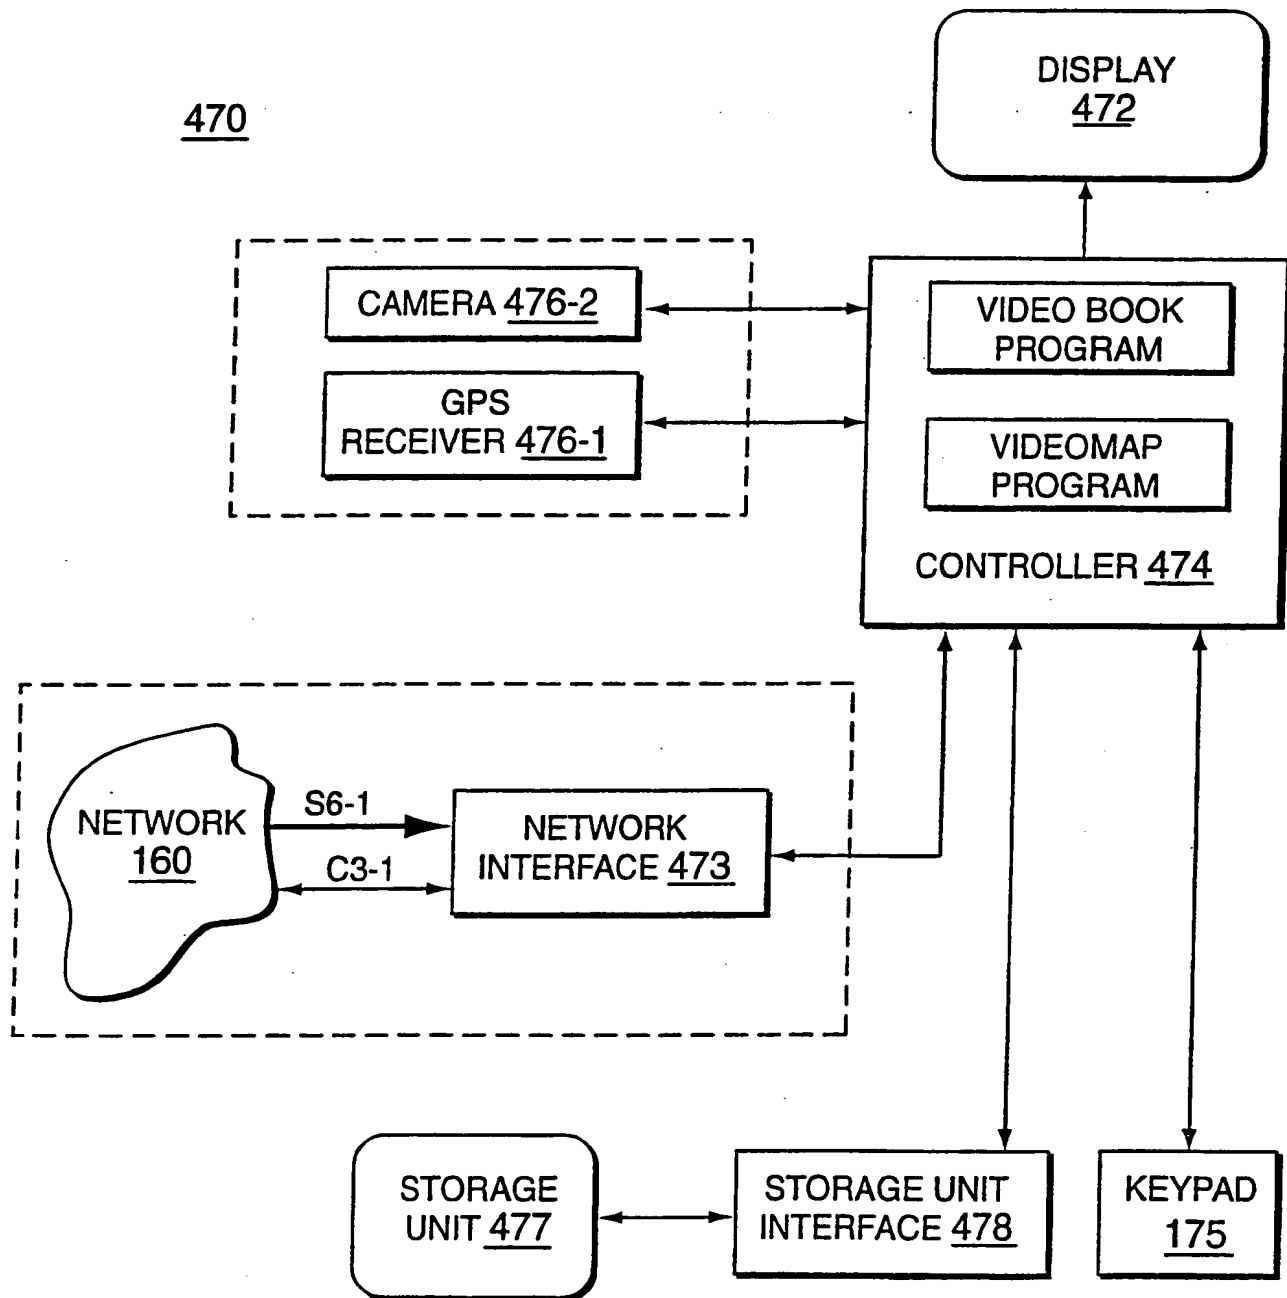 470
DISPLAY
472
CAMERA 476-2
GPS
RECEIVER 476-1
VIDEO BOOK
PROGRAM
VIDEOMAP
PROGRAM
CONTROLLER 474
NETWORK
160
S6-1
C3-1
NETWORK
INTERFACE 473
STORAGE
UNIT 477
STORAGE UNIT
INTERFACE 478
KEYPAD
175